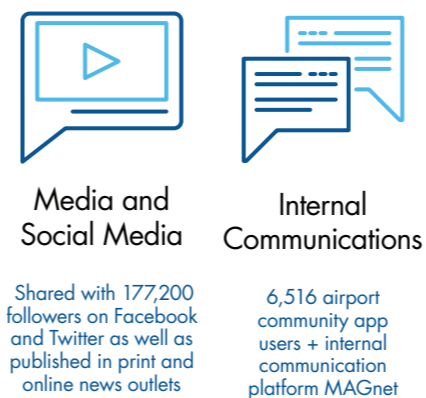 Media and
Social Media
Shared with 177,200
followers on Facebook
and Twitter as well as
published in print and
online news outlets
Internal
Communications
6,516 airport
community app
users + internal
communication
platform MAGnet